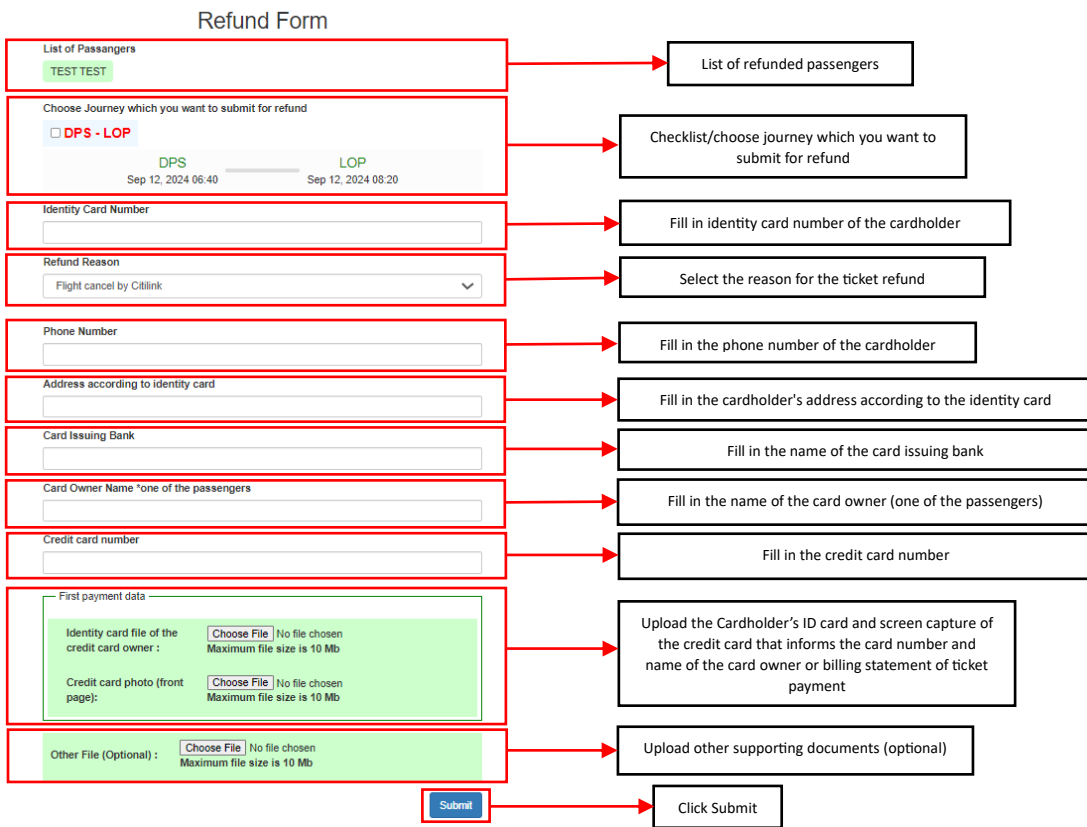 Refund Form
List of Passangers
TEST TEST
List of refunded passengers
Choose Journey which you want to submit for refund
DPS - LOP
DPS
LOP
Sep 12, 2024 06:40
Sep 12, 2024 08:20
Checklist/choose journey which you want to
submit for refund
Identity Card Number
Fill in identity card number of the cardholder
Refund Reason
Flight cancel by Citilink
Select the reason for the ticket refund
Phone Number
Fill in the phone number of the cardholder
Address according to identity card
Fill in the cardholder's address according to the identity card
Card Issuing Bank
Fill in the name of the card issuing bank
Card Owner Name *one of the passengers
Fill in the name of the card owner (one of the passengers)
Credit card number
Fill in the credit card number
First payment data
Identity card file of the
credit card owner :
Choose File No file chosen
Maximum file size is 10 Mb
Credit card photo (front
page):
Choose File No file chosen
Maximum file size is 10 Mb
Upload the Cardholder’s ID card and screen capture of
the credit card that informs the card number and
name of the card owner or billing statement of ticket
payment
Other File (Optional) :
Choose File No file chosen
Maximum file size is 10 Mb
Upload other supporting documents (optional)
Submit
Click Submit